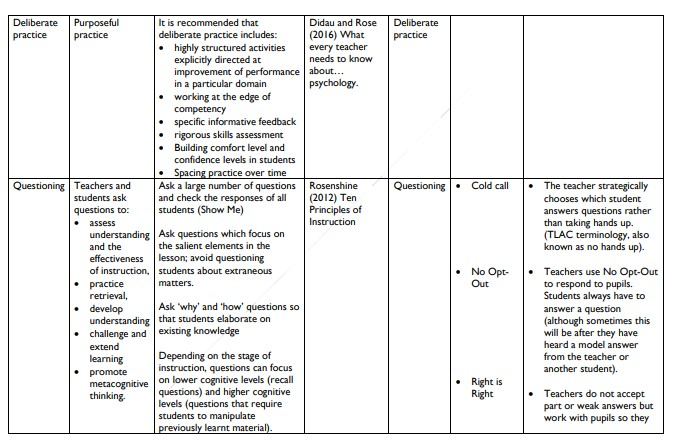 Deliberate
practice
Purposeful
practice
It is recommended that
deliberate practice includes:
• highly structured activities
explicitly directed at
improvement of performance
in a particular domain
• working at the edge of
competency
• specific informative feedback
• rigorous skills assessment
• Building comfort level and
confidence levels in students
• Spacing practice over time
Didau and Rose
(2016) What
every teacher
needs to know
about…
psychology.
Deliberate
practice
Questioning
Teachers and
students ask
questions to:
• assess
understanding
and the
effectiveness
of instruction,
• practice
retrieval,
• develop
understanding
• challenge and
extend
learning
• promote
metacognitive
thinking.
Ask a large number of questions
and check the responses of all
students (Show Me)
Ask questions which focus on
the salient elements in the
lesson; avoid questioning
students about extraneous
matters.
Ask ‘why’ and ‘how’ questions so
that students elaborate on
existing knowledge
Depending on the stage of
instruction, questions can focus
on lower cognitive levels (recall
questions) and higher cognitive
levels (questions that require
students to manipulate
previously learnt material).
Rosenshine
(2012) Ten
Principles of
Instruction
Questioning
• Cold call
• No Opt-
Out
• Right is
Right
• The teacher strategically
chooses which student
answers questions rather
than taking hands up.
(TLAC terminology, also
known as no hands up).
• Teachers use No Opt-Out
to respond to pupils.
Students always have to
answer a question
(although sometimes this
will be after they have
heard a model answer
from the teacher or
another student).
• Teachers do not accept
part or weak answers but
work with pupils so they